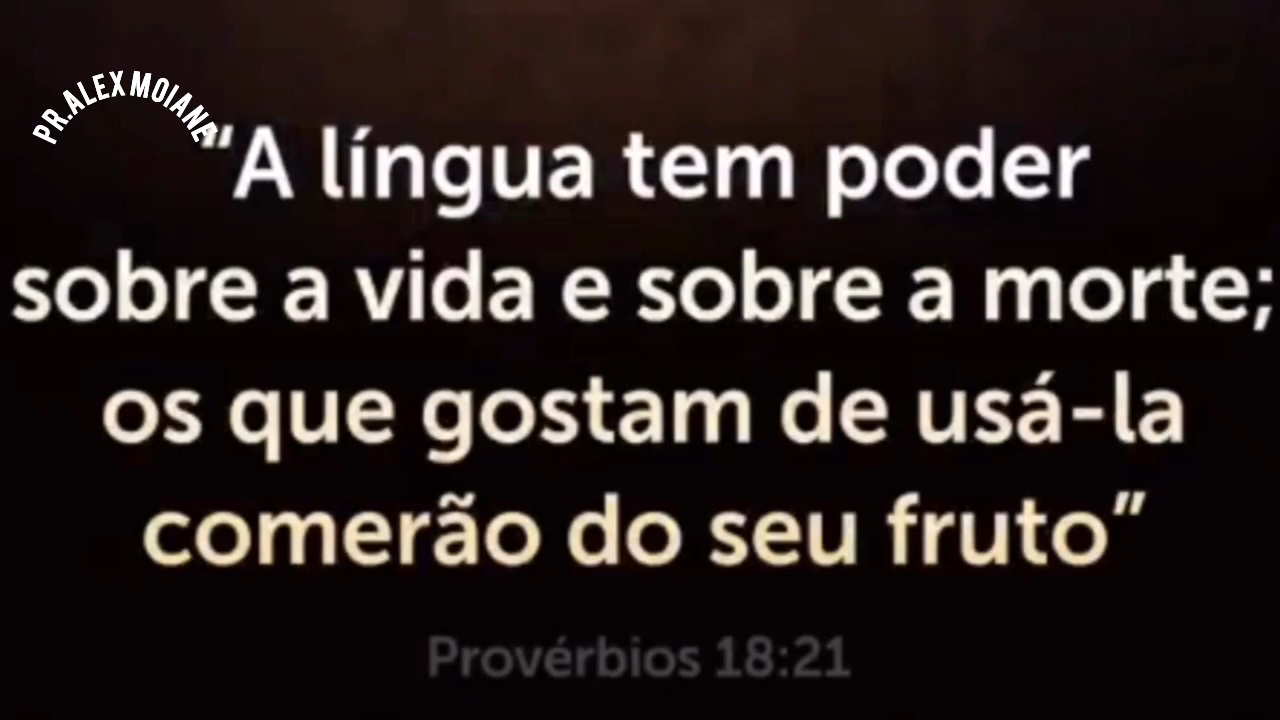 PR.ALEX MOIANE
“A língua tem poder
sobre a vida e sobre a morte;
os que gostam de usá-la
comerão do seu fruto”
Provérbios 18:21